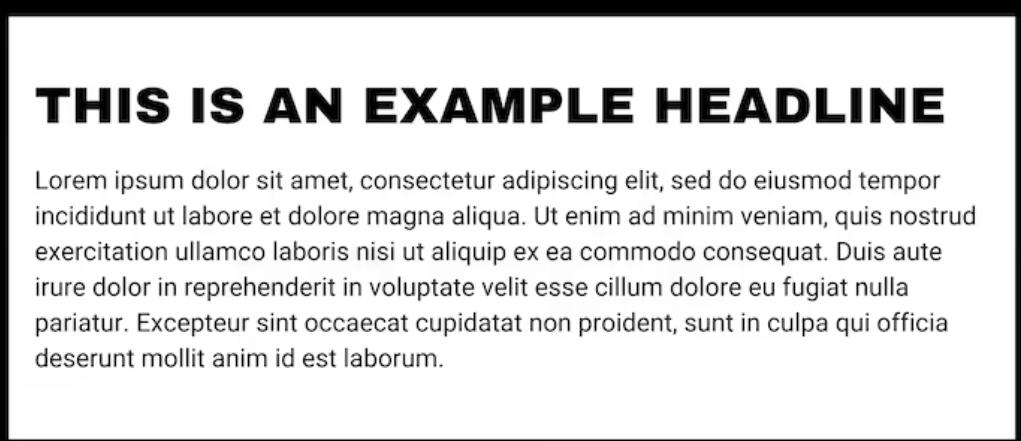 THIS IS AN EXAMPLE HEADLINE
Lorem ipsum dolor sit amet, consectetur adipiscing elit, sed do eiusmod tempor
incididunt ut labore et dolore magna aliqua. Ut enim ad minim veniam, quis nostrud
exercitation ullamco laboris nisi ut aliquip ex ea commodo consequat. Duis aute
irure dolor in reprehenderit in voluptate velit esse cillum dolore eu fugiat nulla
pariatur. Excepteur sint occaecat cupidatat non proident, sunt in culpa qui officia
deserunt mollit anim id est laborum.